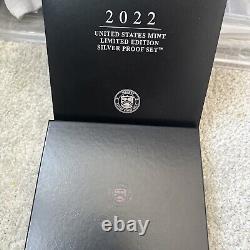 2022
UNITED STATES MINT
LIMITED EDITION
SILVER PROOF SET™